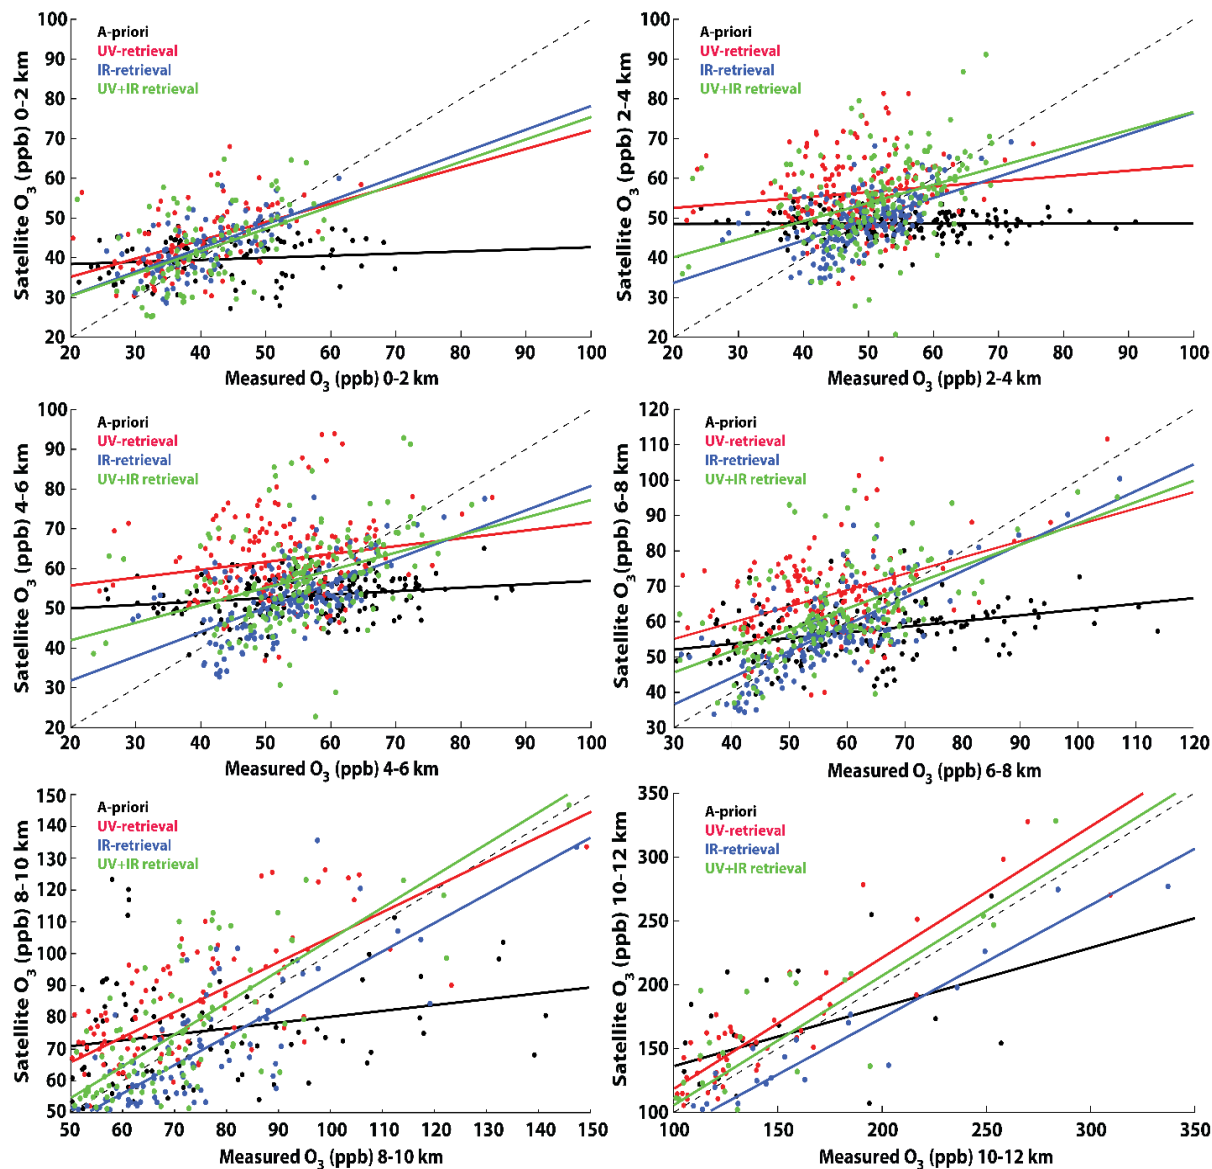 A-priori
UV-retrieval
IR-retrieval
UV+IR retrieval
Satellite O3 (ppb) 0-2 km
100
90
80
70
60
50
40
30
20
20 30 40 50 60 70 80 90 100
Measured O3 (ppb) 0-2 km
A-priori
UV-retrieval
IR-retrieval
UV+IR retrieval
Satellite O3 (ppb) 2-4 km
100
90
80
70
60
50
40
30
20
20 30 40 50 60 70 80 90 100
Measured O3 (ppb) 2-4 km
A-priori
UV-retrieval
IR-retrieval
UV+IR retrieval
Satellite O3 (ppb) 4-6 km
100
90
80
70
60
50
40
30
20
20 30 40 50 60 70 80 90 100
Measured O3 (ppb) 4-6 km
A-priori
UV-retrieval
IR-retrieval
UV+IR retrieval
Satellite O3 (ppb) 6-8 km
120
110
100
90
80
70
60
50
40
30
30 40 50 60 70 80 90 100 110 120
Measured O3 (ppb) 6-8 km
A-priori
UV-retrieval
IR-retrieval
UV+IR retrieval
Satellite O3 (ppb) 8-10 km
150
140
130
120
110
100
90
80
70
60
50
50 60 70 80 90 100 110 120 130 140 150
Measured O3 (ppb) 8-10 km
A-priori
UV-retrieval
IR-retrieval
UV+IR retrieval
Satellite O3 (ppb) 10-12 km
350
300
250
200
150
100
100 150 200 250 300 350
Measured O3 (ppb) 10-12 km